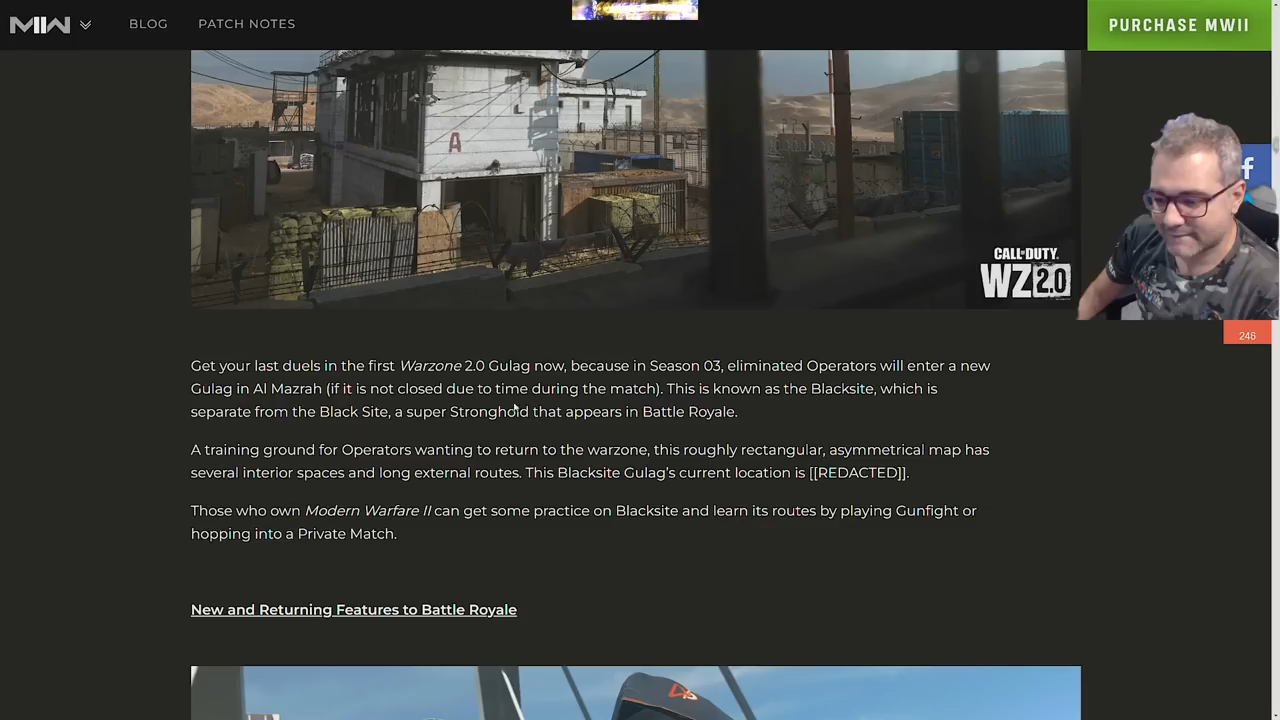 MW
BLOG
PATCH NOTES
PURCHASE MWII
A
CALL OF DUTY
WZ 2.0
f
246
Get your last duels in the first Warzone 2.0 Gulag now, because in Season 03, eliminated Operators will enter a new
Gulag in Al Mazrah (if it is not closed due to time during the match). This is known as the Blacksite, which is
separate from the Black Site, a super Stronghold that appears in Battle Royale.
A training ground for Operators wanting to return to the warzone, this roughly rectangular, asymmetrical map has
several interior spaces and long external routes. This Blacksite Gulag's current location is [[REDACTED]].
Those who own Modern Warfare II can get some practice on Blacksite and learn its routes by playing Gunfight or
hopping into a Private Match.
New and Returning Features to Battle Royale